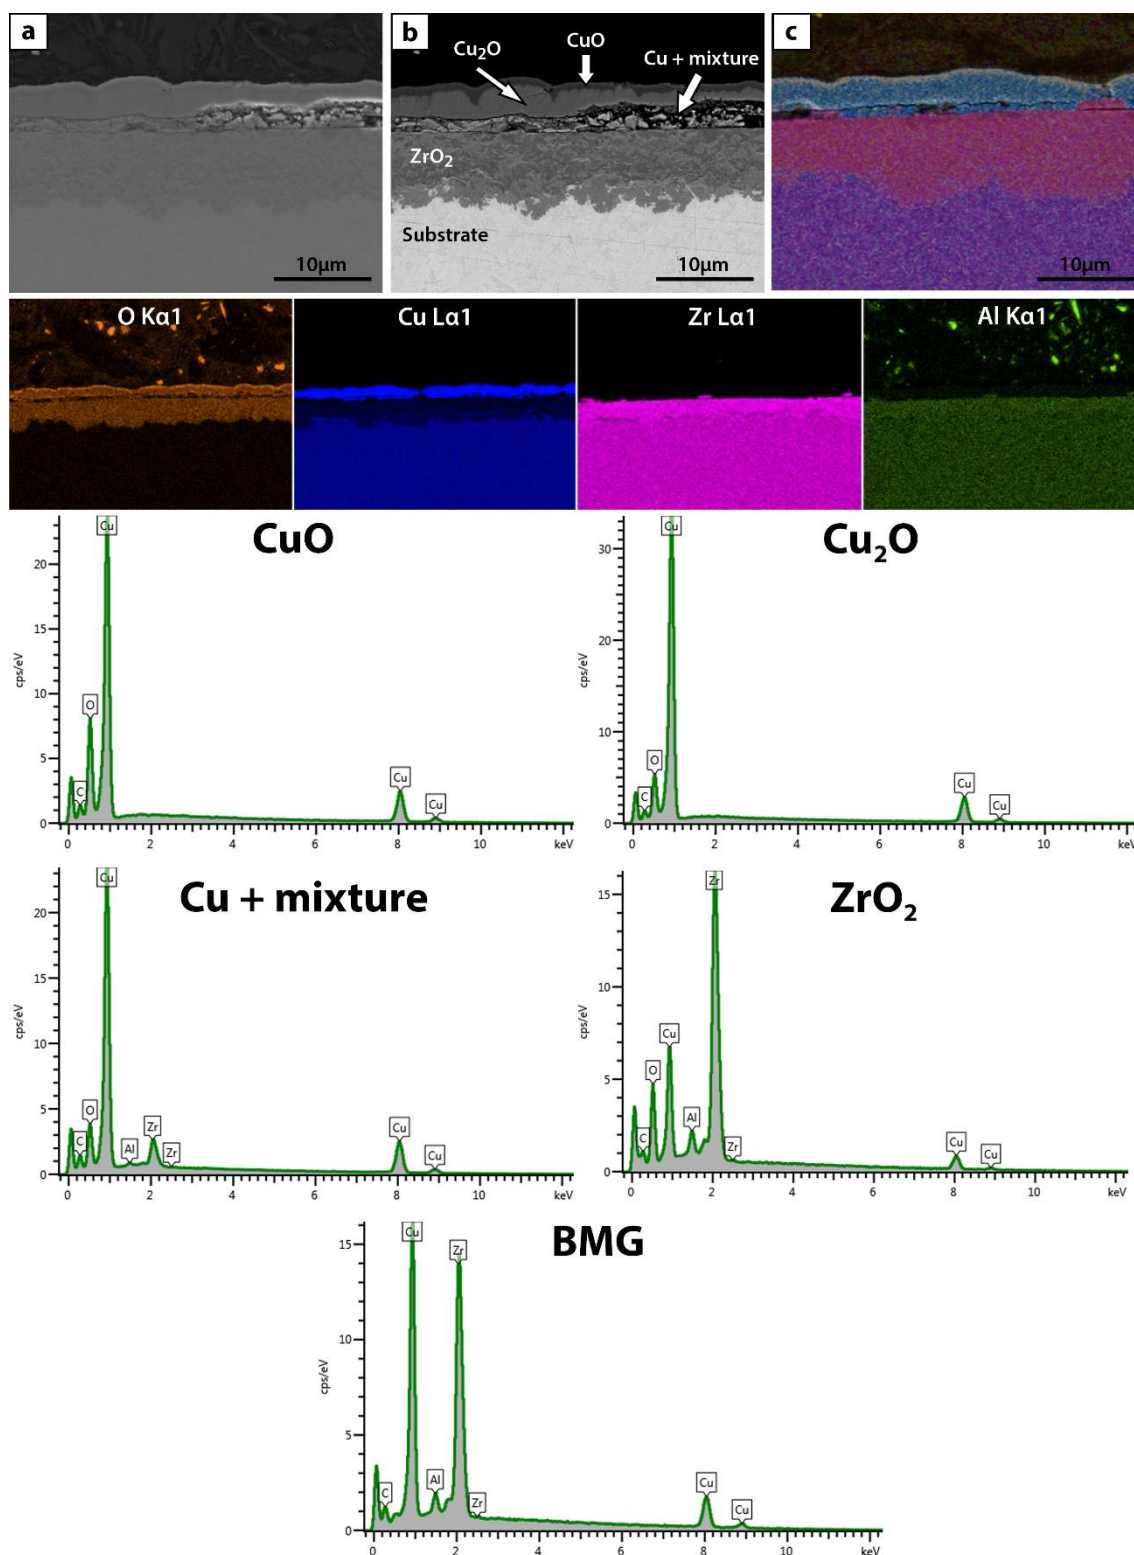 a
b
c
Cu₂O
CuO
Cu + mixture
ZrO₂
Substrate
10µm
10µm
10µm
O Kα1
Cu Lα1
Zr Lα1
Al Kα1
CuO
cps/eV
20
15
10
5
0
Cu
O
C
Cu
Cu
0 2 4 6 8 10 keV
Cu₂O
cps/eV
30
20
10
0
Cu
O
C
Cu
Cu
0 2 4 6 8 10 keV
Cu + mixture
cps/eV
20
15
10
5
0
Cu
O
C
Al
Zr
Zr
Cu
Cu
0 2 4 6 8 10 keV
ZrO₂
cps/eV
15
10
5
0
Zr
Cu
O
C
Al
Zr
Cu
Cu
0 2 4 6 8 10 keV
BMG
cps/eV
15
10
5
0
Cu
Zr
C
Al
Zr
Cu
Cu
0 2 4 6 8 10 keV